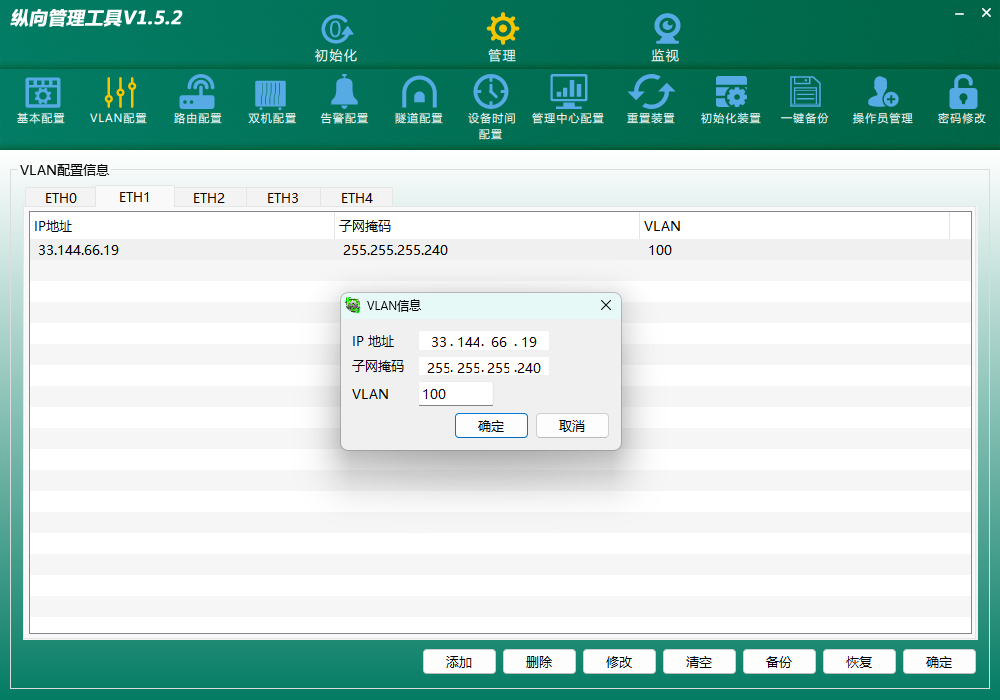 纵向管理工具V1.5.2
初始化 管理 监视
基本配置 VLAN配置 路由配置 双机配置 告警配置 隧道配置 设备时间配置 管理中心配置 重置装置 初始化装置 一键备份 操作员管理 密码修改
VLAN配置信息
ETH0 ETH1 ETH2 ETH3 ETH4
IP地址 子网掩码 VLAN
33.144.66.19 255.255.255.240 100
VLAN信息
IP 地址 33 . 144 . 66 . 19
子网掩码 255 . 255 . 255 . 240
VLAN 100
确定 取消
添加 删除 修改 清空 备份 恢复 确定